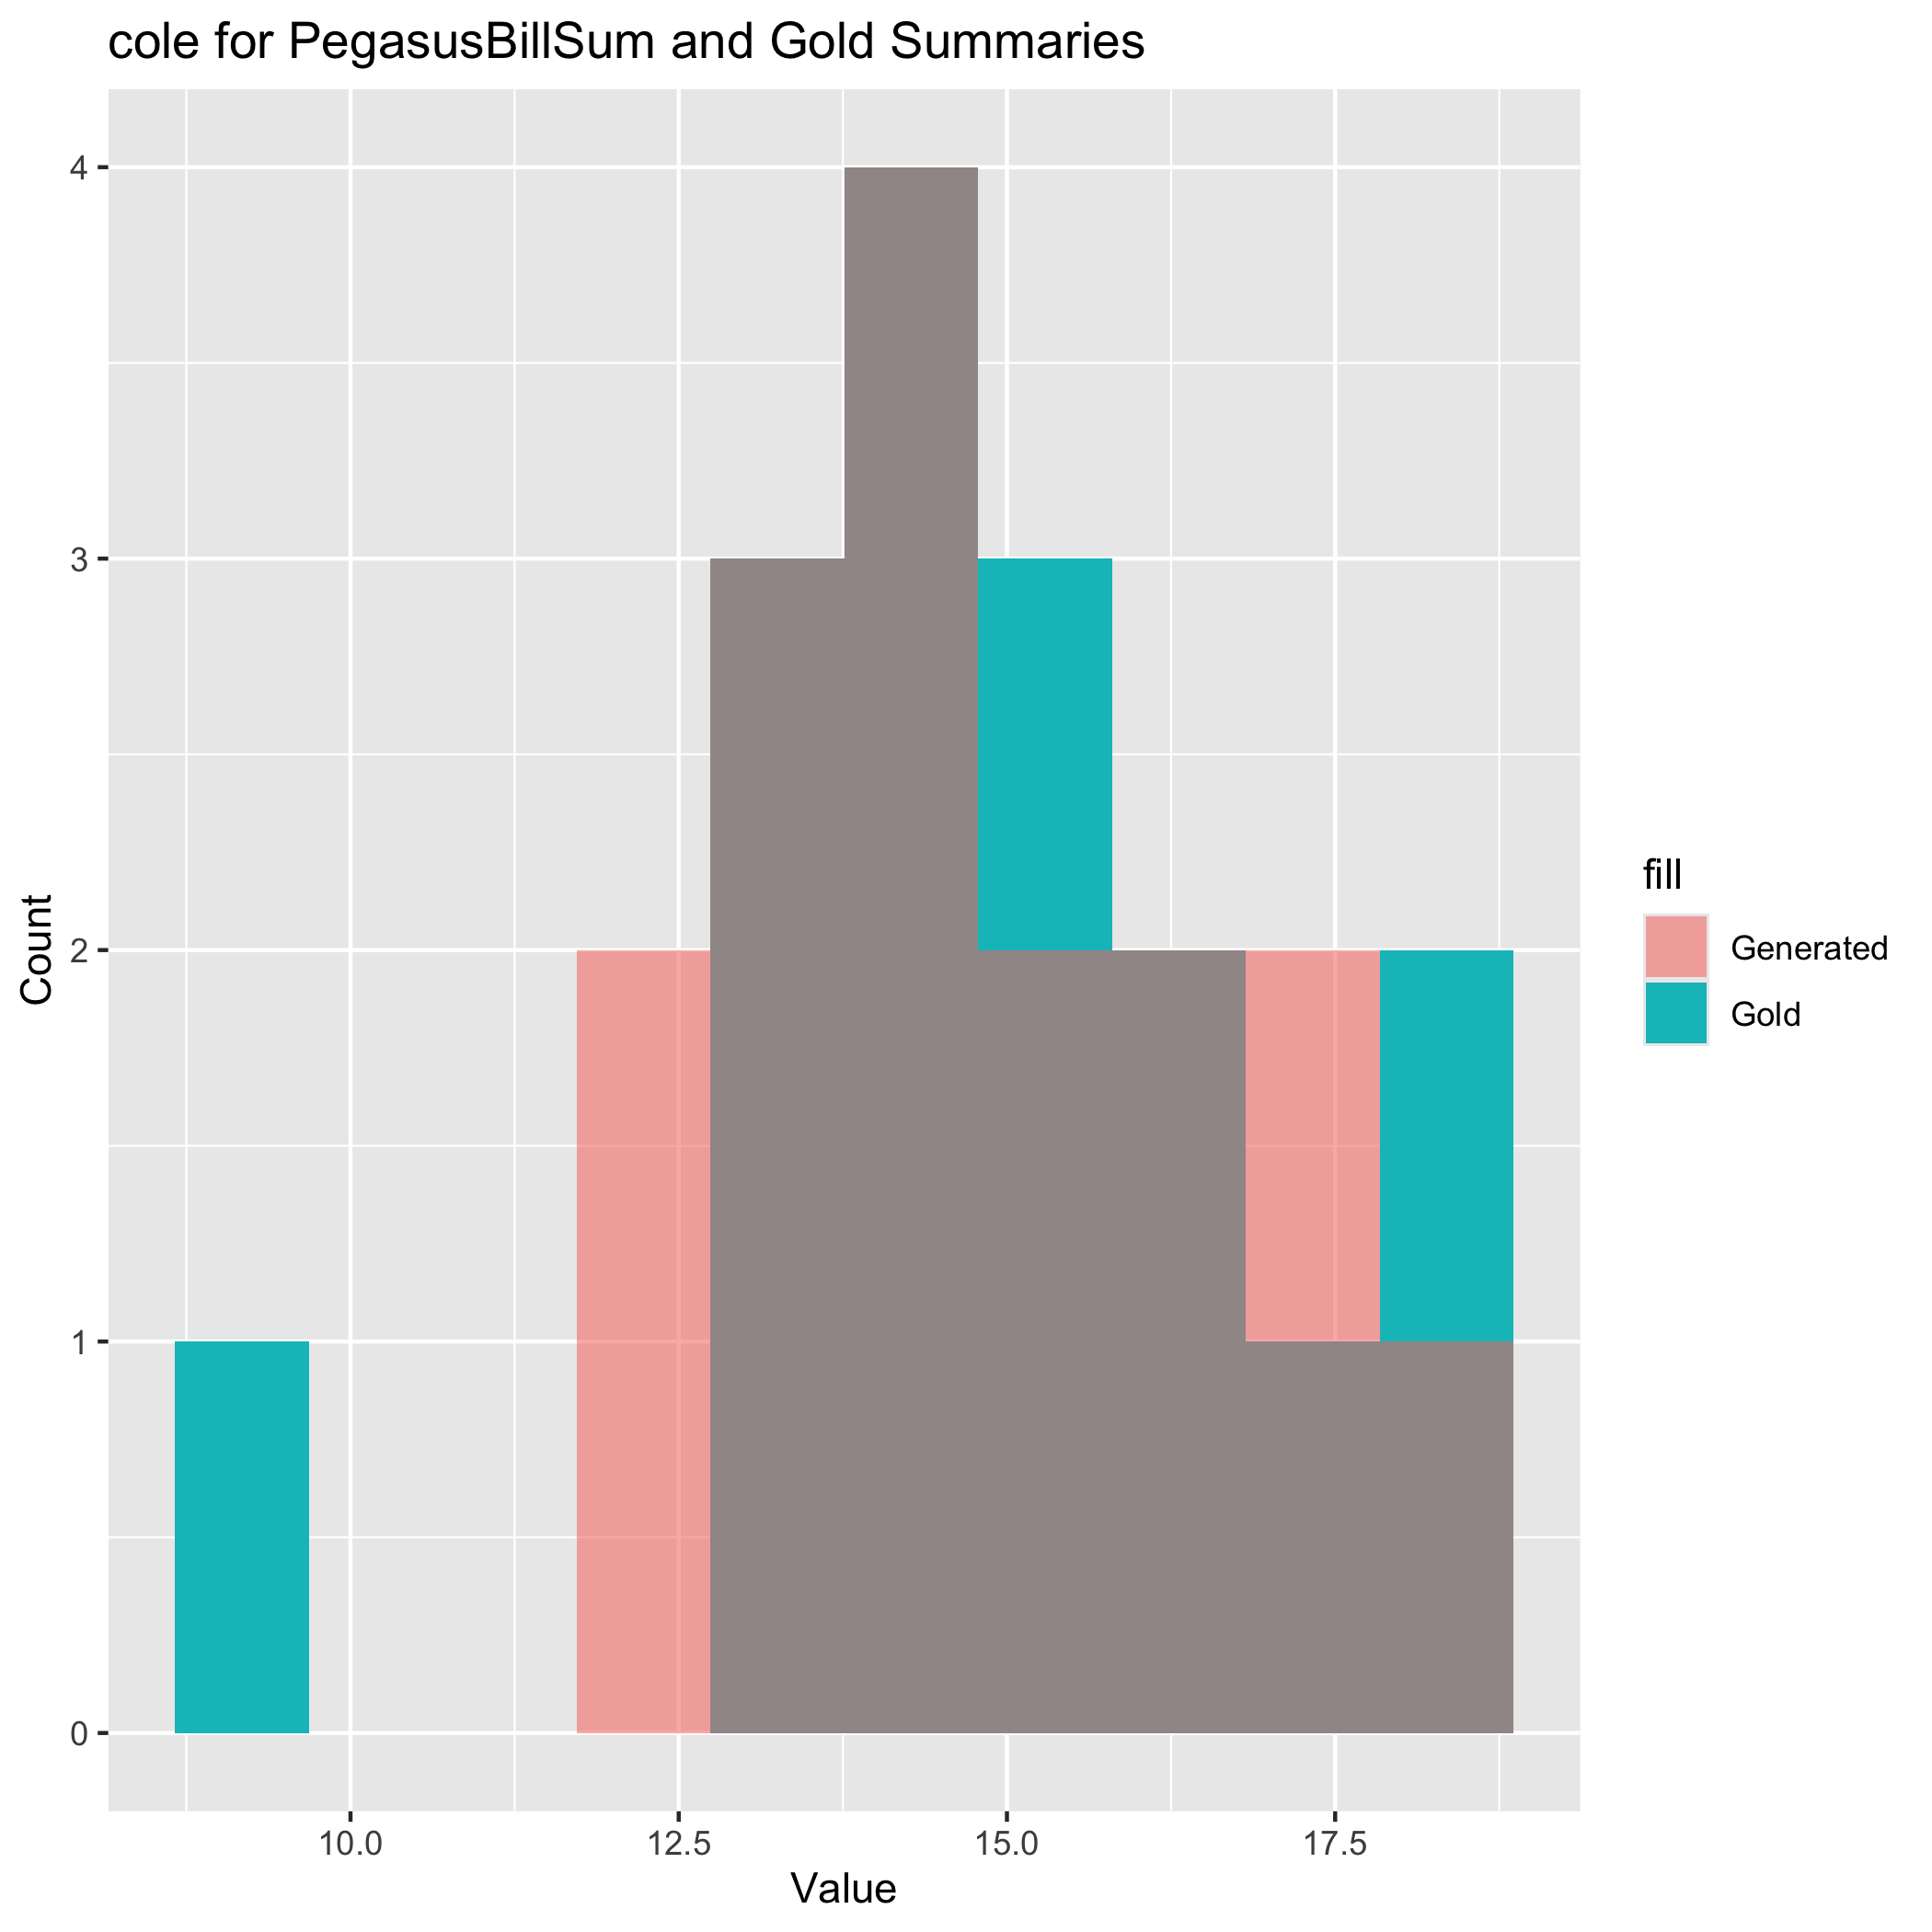 cole for PegasusBillSum and Gold Summaries
4
3
2
1
0
Count
10.0 12.5 15.0 17.5
Value
fill
Generated
Gold